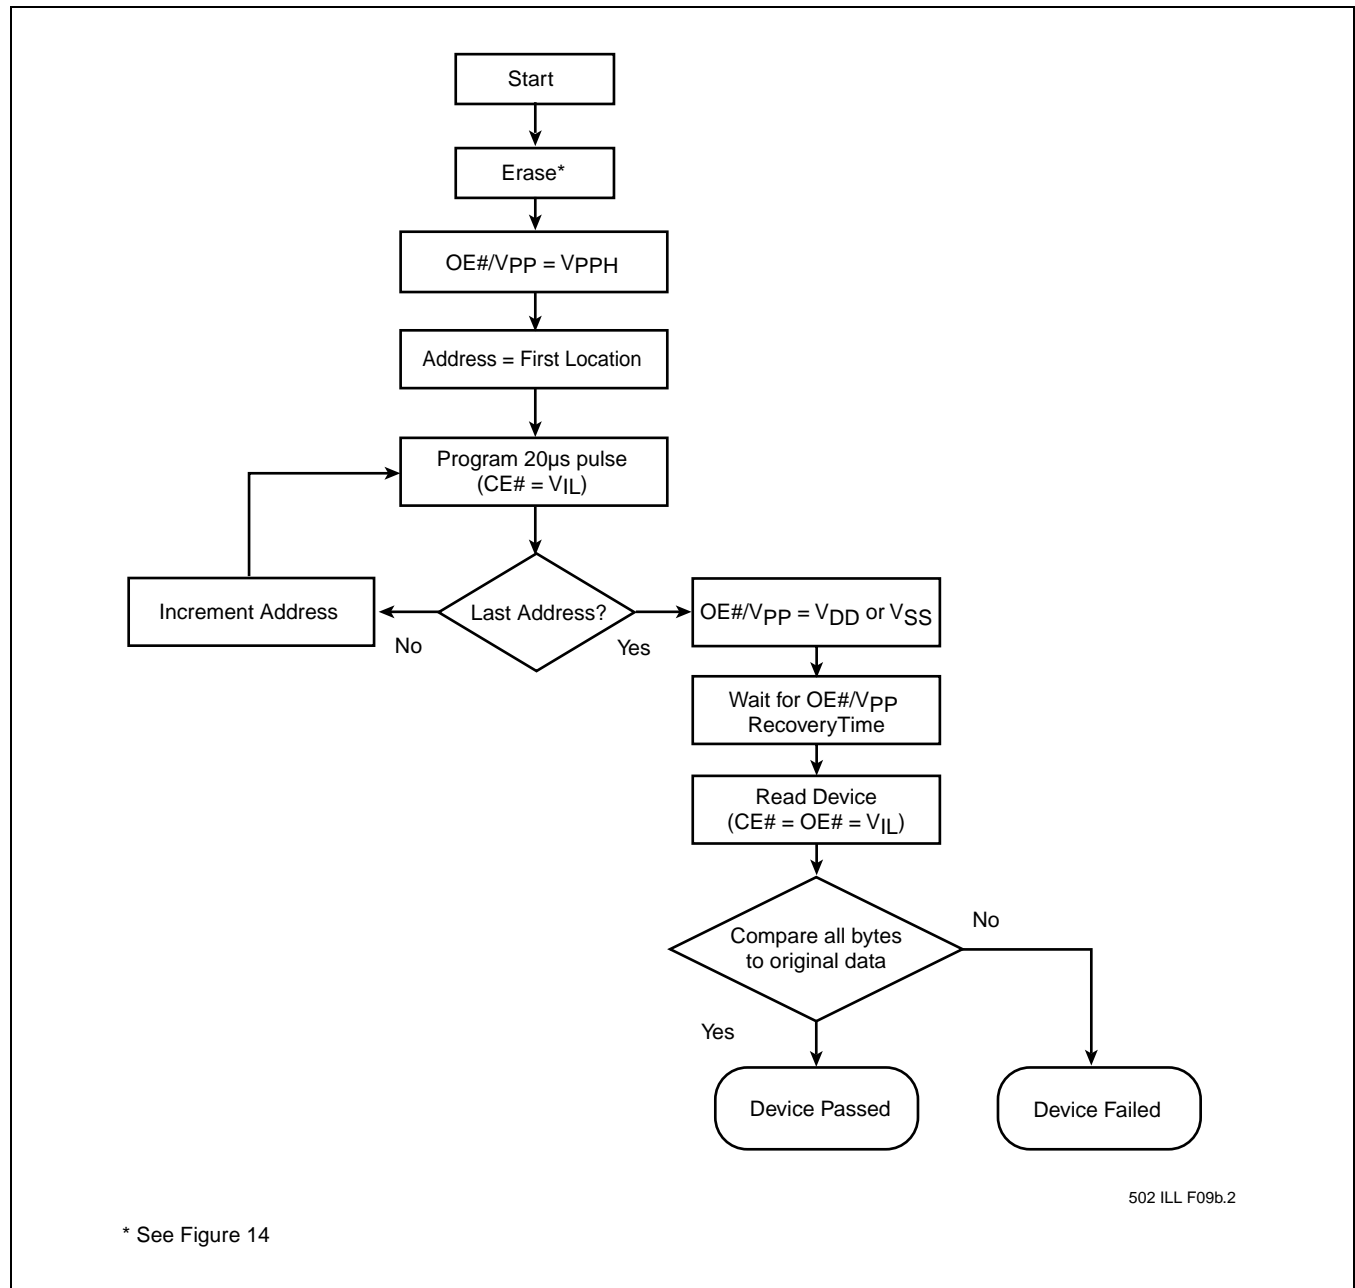 Start
Erase*
OE#/VPP = VPPH
Address = First Location
Program 20µs pulse
(CE# = VIL)
Increment Address
No
Last Address?
Yes
OE#/VPP = VDD or VSS
Wait for OE#/VPP
RecoveryTime
Read Device
(CE# = OE# = VIL)
Compare all bytes
to original data
No
Yes
Device Passed
Device Failed
502 ILL F09b.2
* See Figure 14